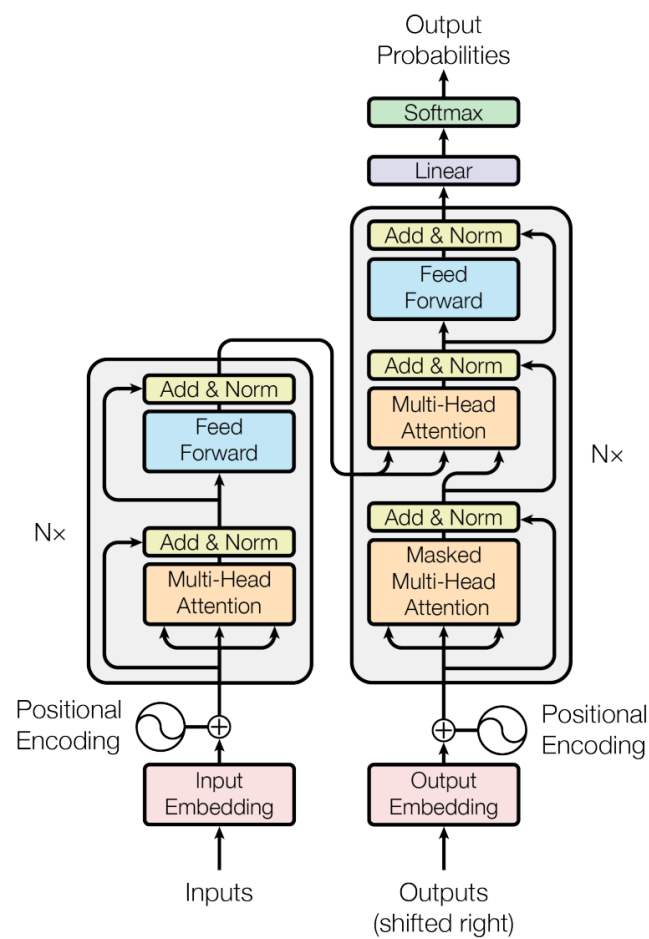 Output
Probabilities
Softmax
Linear
Add & Norm
Feed
Forward
Add & Norm
Multi-Head
Attention
Add & Norm
Masked
Multi-Head
Attention
Nx
Add & Norm
Feed
Forward
Add & Norm
Multi-Head
Attention
Nx
Positional
Encoding
Positional
Encoding
Input
Embedding
Output
Embedding
Inputs
Outputs
(shifted right)